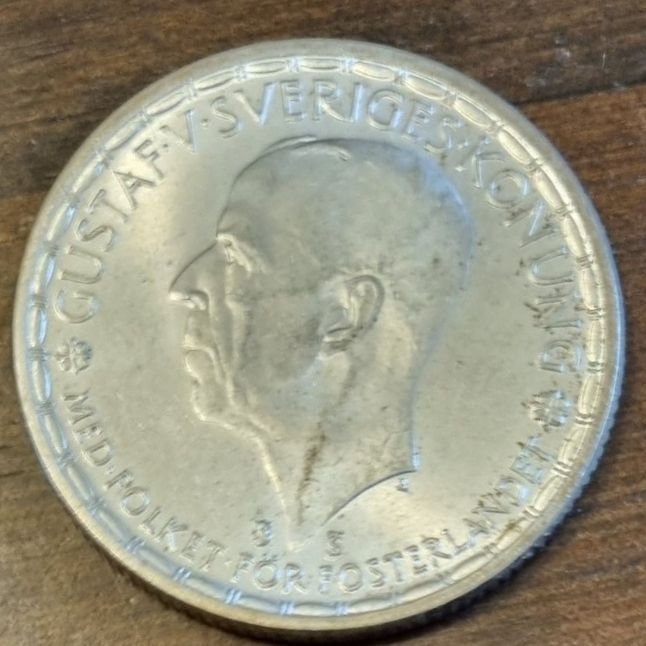 GUSTAF·V·SVERIGES·KONUNG
MED·FOLKET·FÖR·FOSTERLANDET